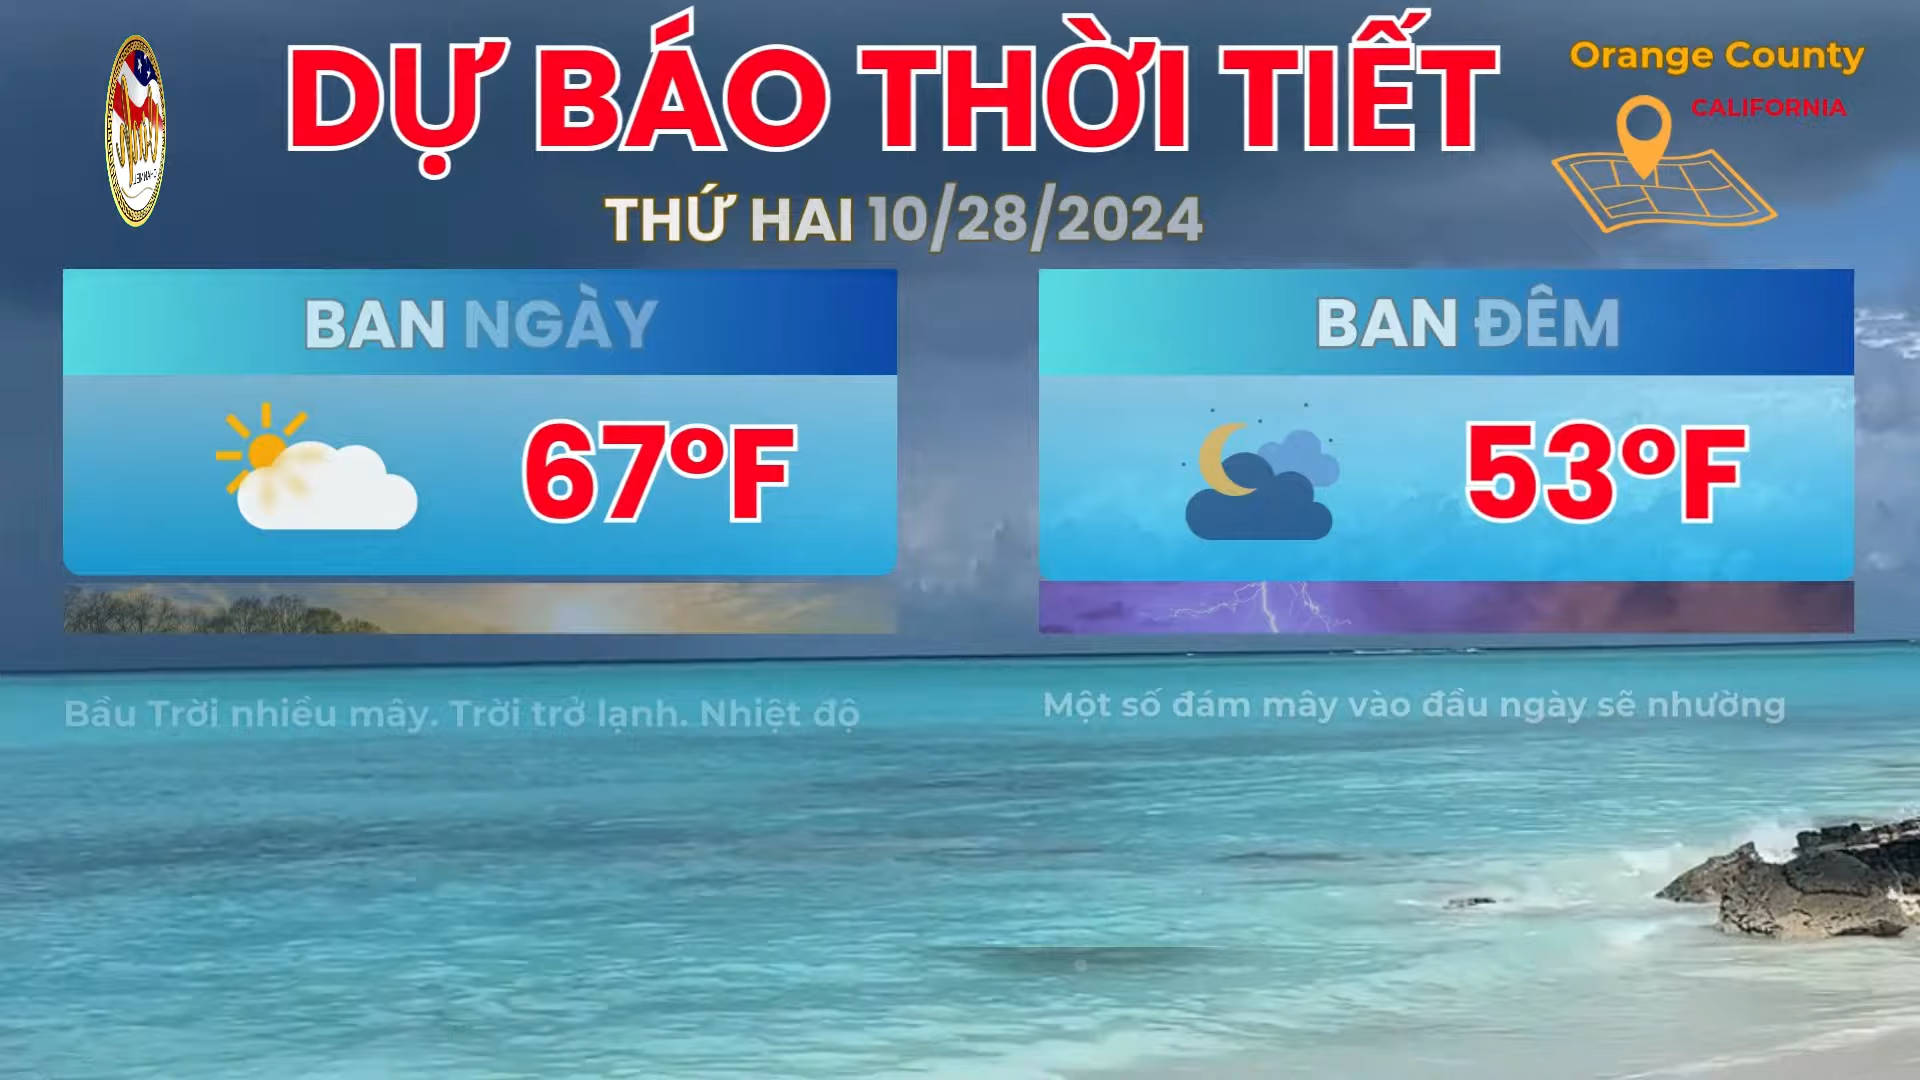 DỰ BÁO THỜI TIẾT
Orange County
CALIFORNIA
THỨ HAI 10/28/2024
BAN NGÀY
67°F
BAN ĐÊM
53°F
Bầu Trời nhiều mây. Trời trở lạnh. Nhiệt độ
Một số đám mây vào đầu ngày sẽ nhường